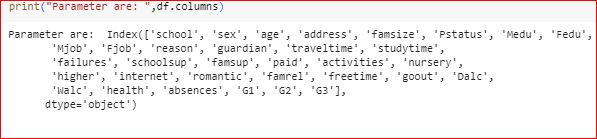 print("Parameter are: ",df.columns)
Parameter are:  Index(['school', 'sex', 'age', 'address', 'famsize', 'Pstatus', 'Medu', 'Fedu',
       'Mjob', 'Fjob', 'reason', 'guardian', 'traveltime', 'studytime',
       'failures', 'schoolsup', 'famsup', 'paid', 'activities', 'nursery',
       'higher', 'internet', 'romantic', 'famrel', 'freetime', 'goout', 'Dalc',
       'Walc', 'health', 'absences', 'G1', 'G2', 'G3'],
      dtype='object')